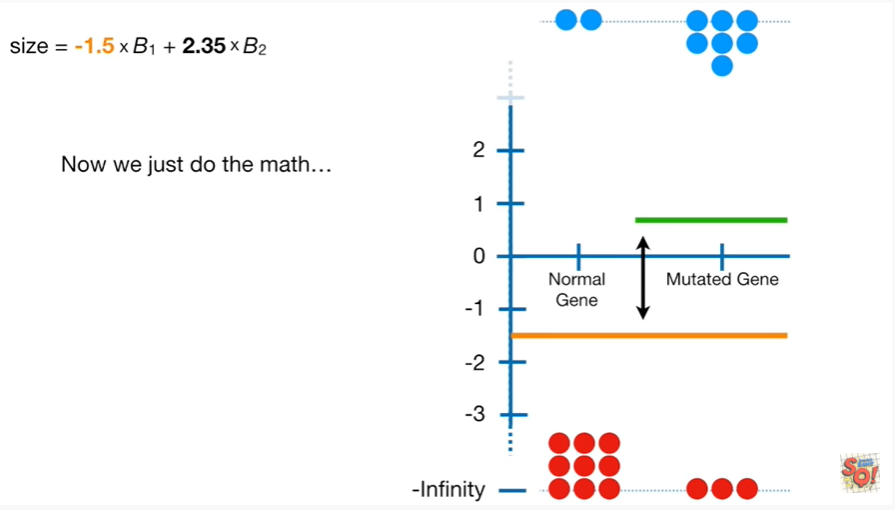 size = -1.5 × B₁ + 2.35 × B₂
Now we just do the math...
2
1
0
Normal
Gene
Mutated Gene
-1
-2
-3
-Infinity
SQ!